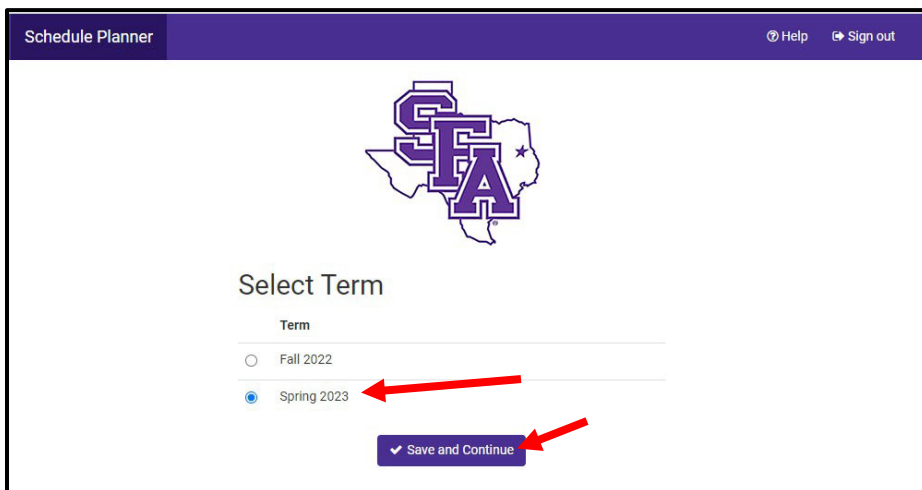 Schedule Planner
Help
Sign out
SFA
Select Term
Term
Fall 2022
Spring 2023
Save and Continue